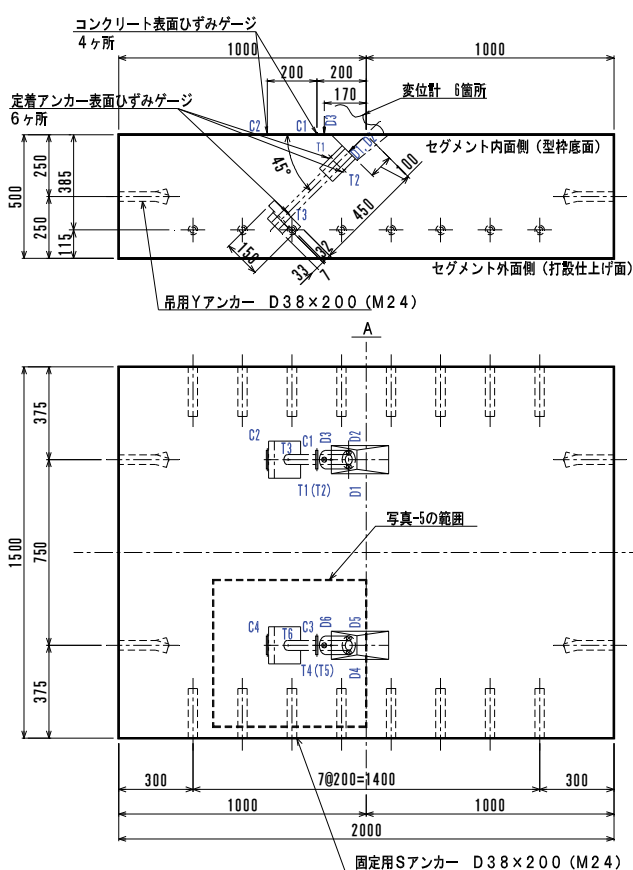 コンクリート表面ひずみゲージ
4ヶ所
1000
1000
200
200
170
変位計 6箇所
定着アンカー表面ひずみゲージ
6ヶ所
C2
C1
D3
T1
D1
D2
セグメント内面側（型枠底面）
45°
T2
100
500
250
385
250
115
T3
450
158
33
7
32
セグメント外面側（打設仕上げ面）
吊用Yアンカー D38×200（M24）
A
375
C2
T3
C1
D3
D2
T1(T2)
D1
写真-5の範囲
1500
750
C4
T6
C3
D6
D5
T4(T5)
D4
375
300
7@200=1400
300
1000
1000
2000
固定用Sアンカー D38×200（M24）